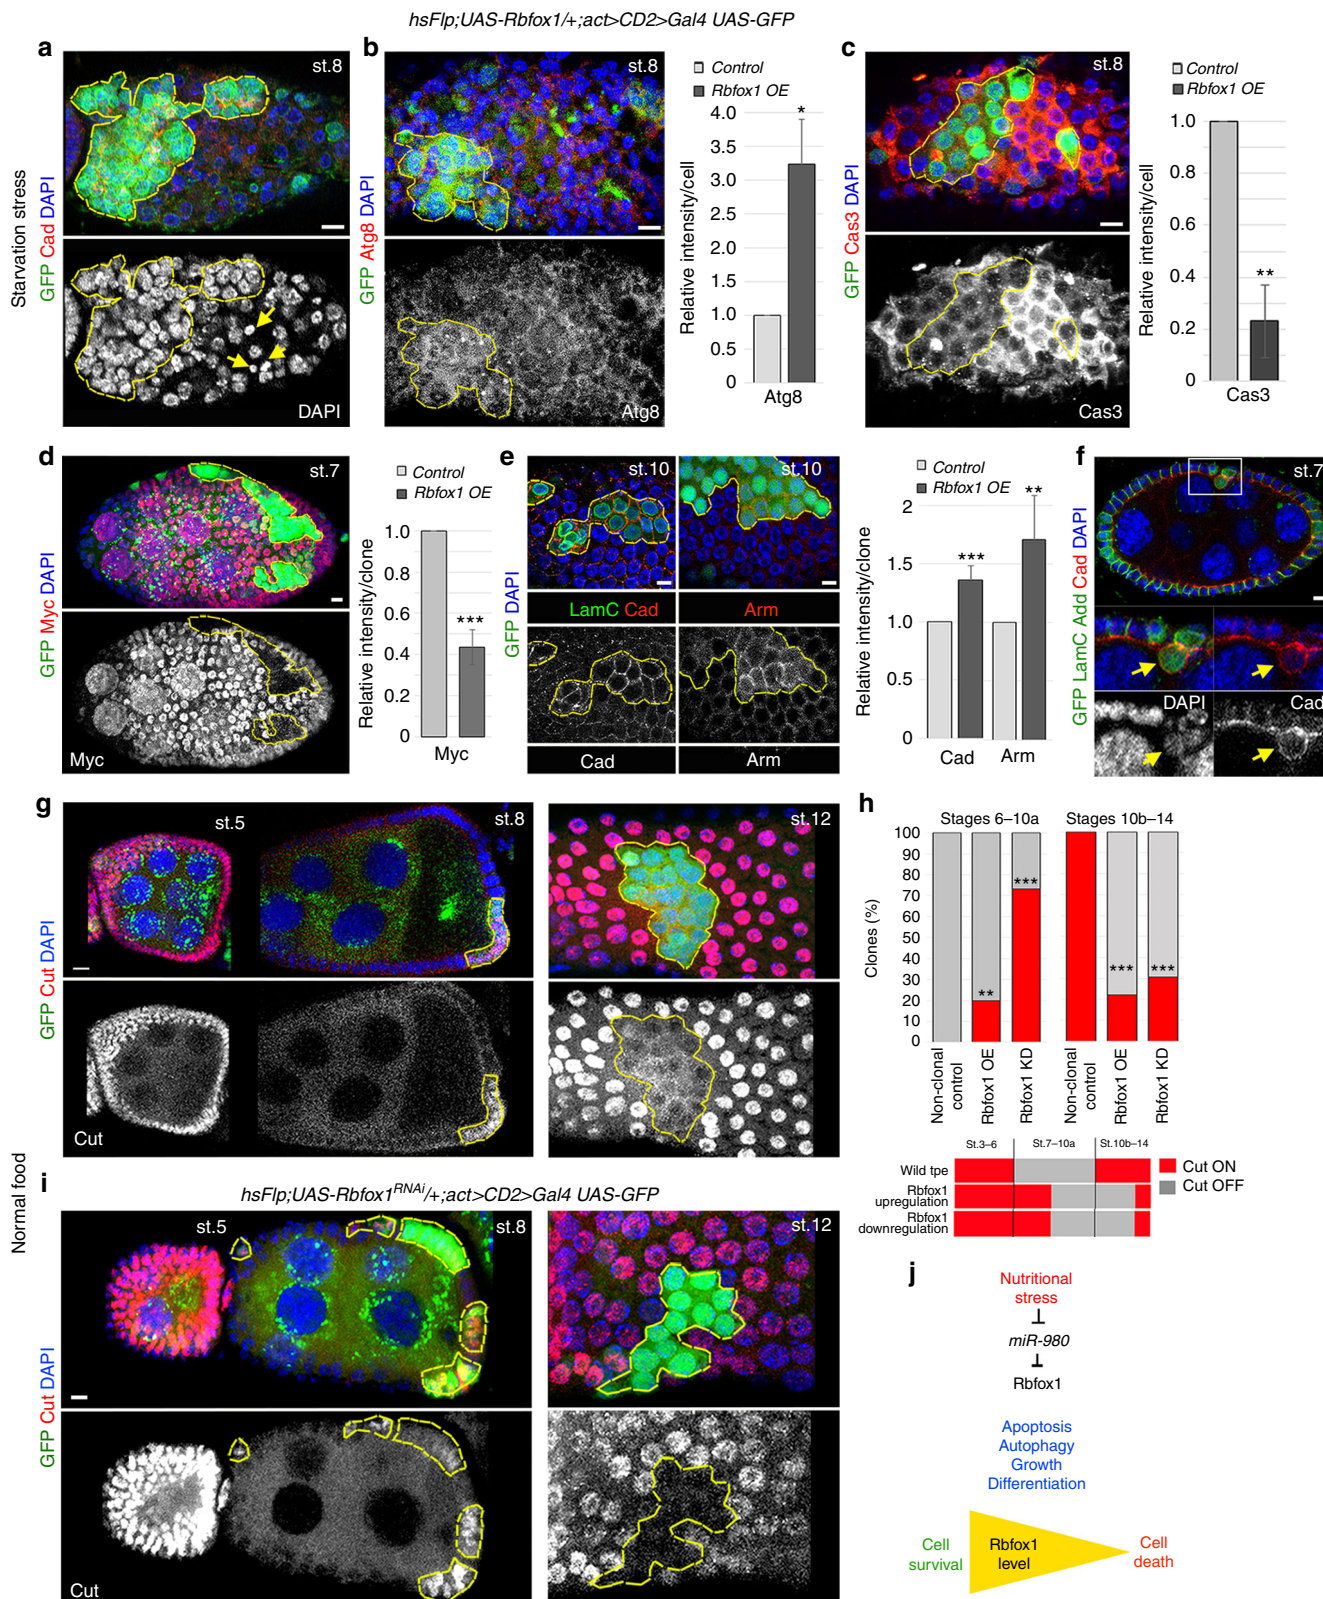 hsFlp;UAS-Rbfox1/+;act>CD2>Gal4 UAS-GFP
Starvation stress
a
GFP Cad DAPI
st.8
DAPI
b
GFP Atg8 DAPI
st.8
Atg8
Control
Rbfox1 OE
Relative intensity/cell
4.0
3.5
3.0
2.5
2.0
1.5
1.0
0.5
0
*
Atg8
c
GFP Cas3 DAPI
st.8
Cas3
Control
Rbfox1 OE
Relative intensity/cell
1.0
0.8
0.6
0.4
0.2
0
**
Cas3
Normal food
d
GFP Myc DAPI
st.7
Myc
Control
Rbfox1 OE
Relative intensity/clone
1.0
0.8
0.6
0.4
0.2
0
***
Myc
e
GFP DAPI
st.10
st.10
LamC Cad
Arm
Cad
Arm
Control
Rbfox1 OE
Relative intensity/clone
2
1.5
1.0
0.5
0
***
**
Cad
Arm
f
GFP LamC Add Cad DAPI
st.7
DAPI
Cad
g
GFP Cut DAPI
st.5
st.8
st.12
Cut
h
Stages 6–10a
Stages 10b–14
Clones (%)
100
90
80
70
60
50
40
30
20
10
0
**
***
***
***
Non-clonal control
Rbfox1 OE
Rbfox1 KD
Non-clonal control
Rbfox1 OE
Rbfox1 KD
St.3–6
St.7–10a
St.10b–14
Wild tpe
Rbfox1
upregulation
Rbfox1
downregulation
Cut ON
Cut OFF
i
hsFlp;UAS-Rbfox1RNAi/+;act>CD2>Gal4 UAS-GFP
GFP Cut DAPI
st.5
st.8
st.12
Cut
j
Nutritional
stress
miR-980
Rbfox1
Apoptosis
Autophagy
Growth
Differentiation
Cell
survival
Rbfox1
level
Cell
death